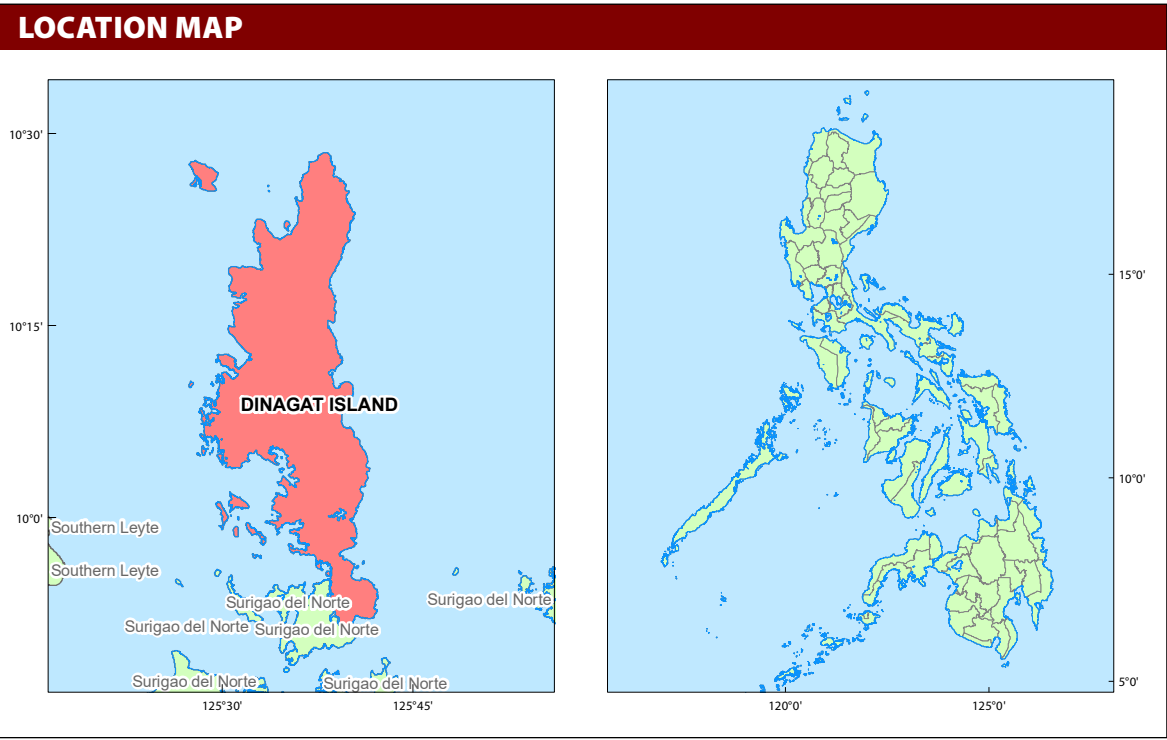 LOCATION MAP
10°30'
10°15'
DINAGAT ISLAND
10°0'
Southern Leyte
Southern Leyte
Surigao del Norte
Surigao del Norte
Surigao del Norte
Surigao del Norte
Surigao del Norte
Surigao del Norte
125°30'
125°45'
15°0'
10°0'
5°0'
120°0'
125°0'